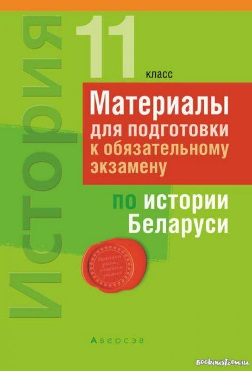 История
11
класс
Материалы
для подготовки
к обязательному
экзамену
по истории
Беларуси
Аверсэв